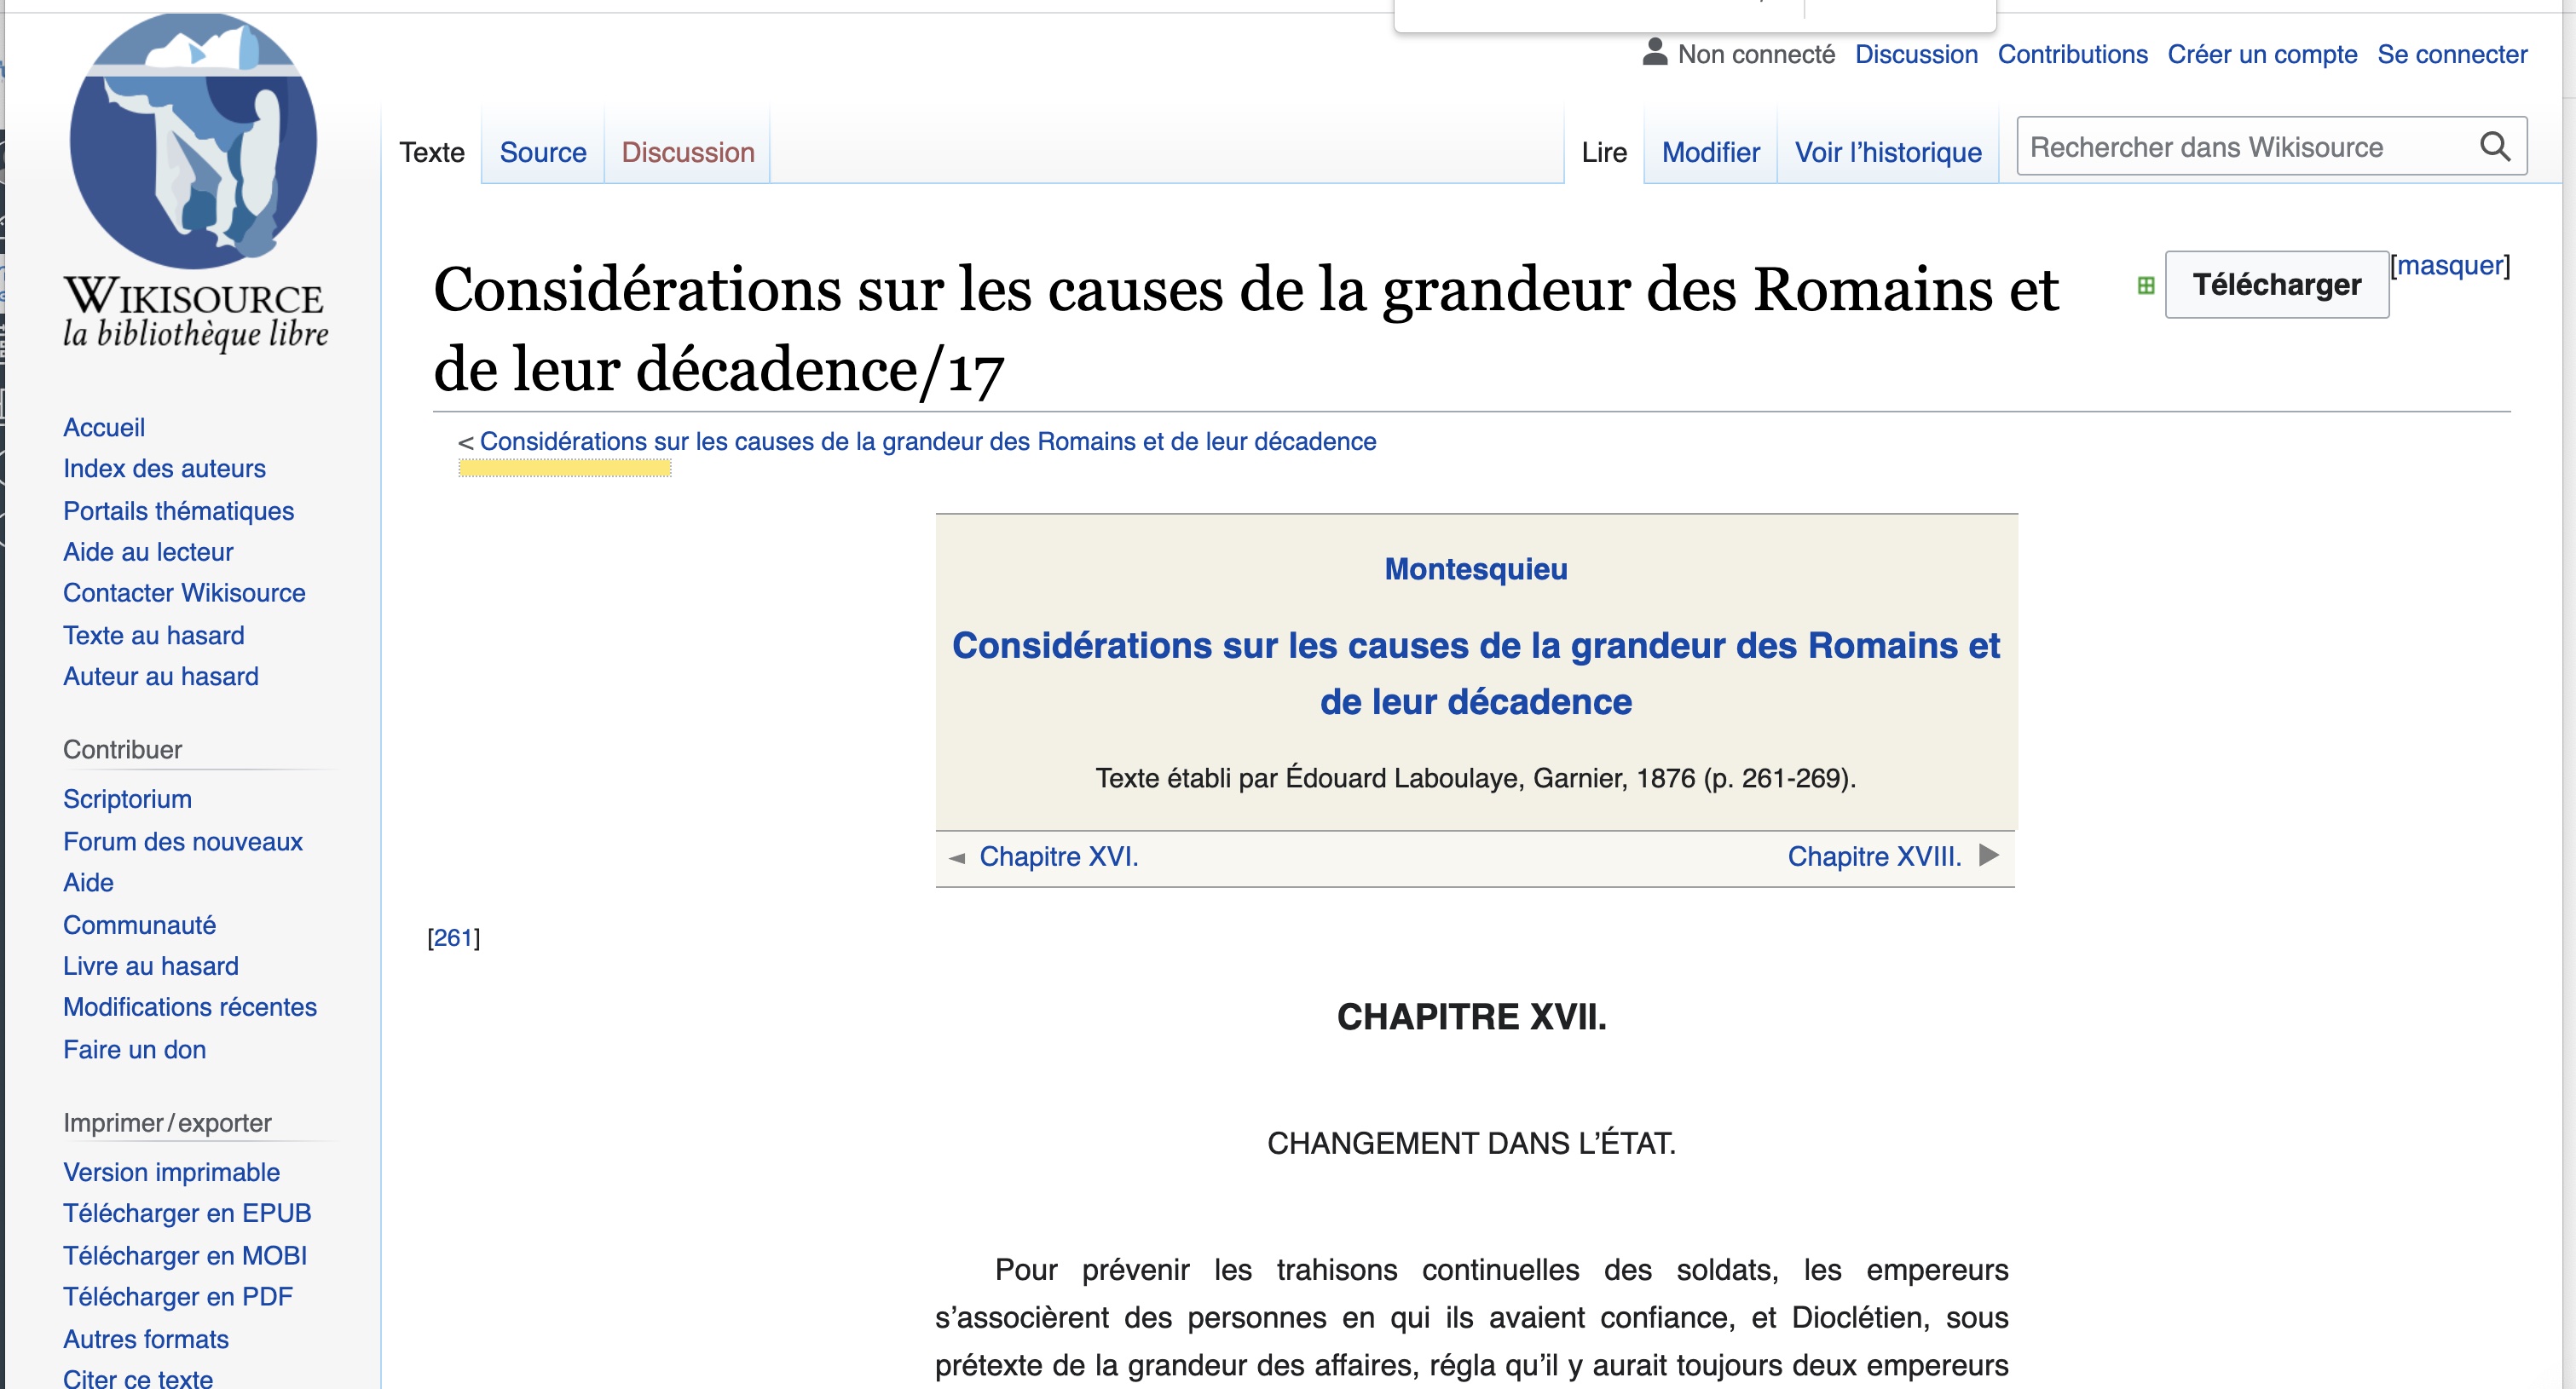 Non connecté Discussion Contributions Créer un compte Se connecter
Texte Source Discussion Lire Modifier Voir l’historique Rechercher dans Wikisource
WIKISOURCE
la bibliothèque libre
Accueil
Index des auteurs
Portails thématiques
Aide au lecteur
Contacter Wikisource
Texte au hasard
Auteur au hasard
Contribuer
Scriptorium
Forum des nouveaux
Aide
Communauté
Livre au hasard
Modifications récentes
Faire un don
Imprimer / exporter
Version imprimable
Télécharger en EPUB
Télécharger en MOBI
Télécharger en PDF
Autres formats
Citer ce texte
Considérations sur les causes de la grandeur des Romains et
de leur décadence/17
Télécharger [masquer]
< Considérations sur les causes de la grandeur des Romains et de leur décadence
Montesquieu
Considérations sur les causes de la grandeur des Romains et
de leur décadence
Texte établi par Édouard Laboulaye, Garnier, 1876 (p. 261-269).
◄ Chapitre XVI. Chapitre XVIII. ►
[261]
CHAPITRE XVII.
CHANGEMENT DANS L’ÉTAT.
Pour prévenir les trahisons continuelles des soldats, les empereurs
s’associèrent des personnes en qui ils avaient confiance, et Dioclétien, sous
prétexte de la grandeur des affaires, régla qu’il y aurait toujours deux empereurs